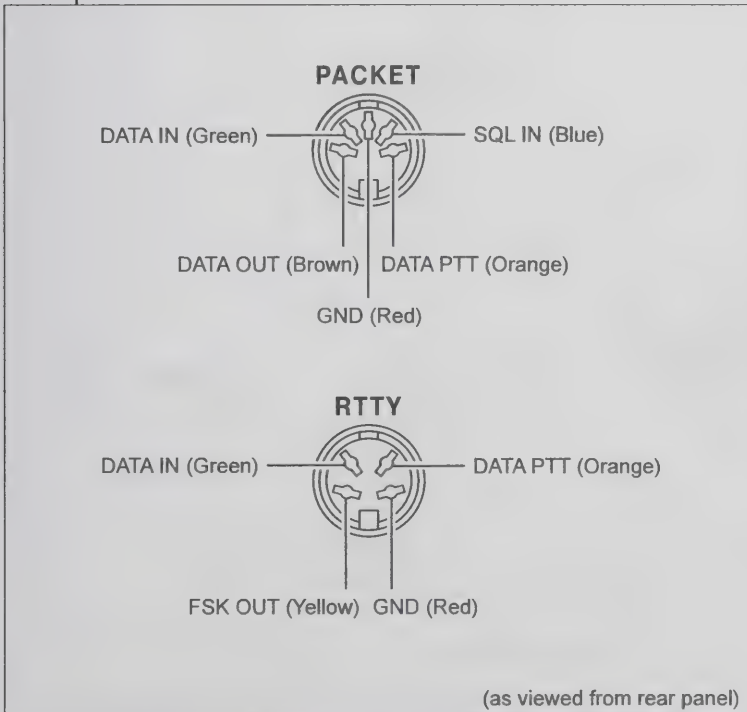 PACKET
DATA IN (Green)
SQL IN (Blue)
DATA OUT (Brown)
DATA PTT (Orange)
GND (Red)
RTTY
DATA IN (Green)
DATA PTT (Orange)
FSK OUT (Yellow)
GND (Red)
(as viewed from rear panel)